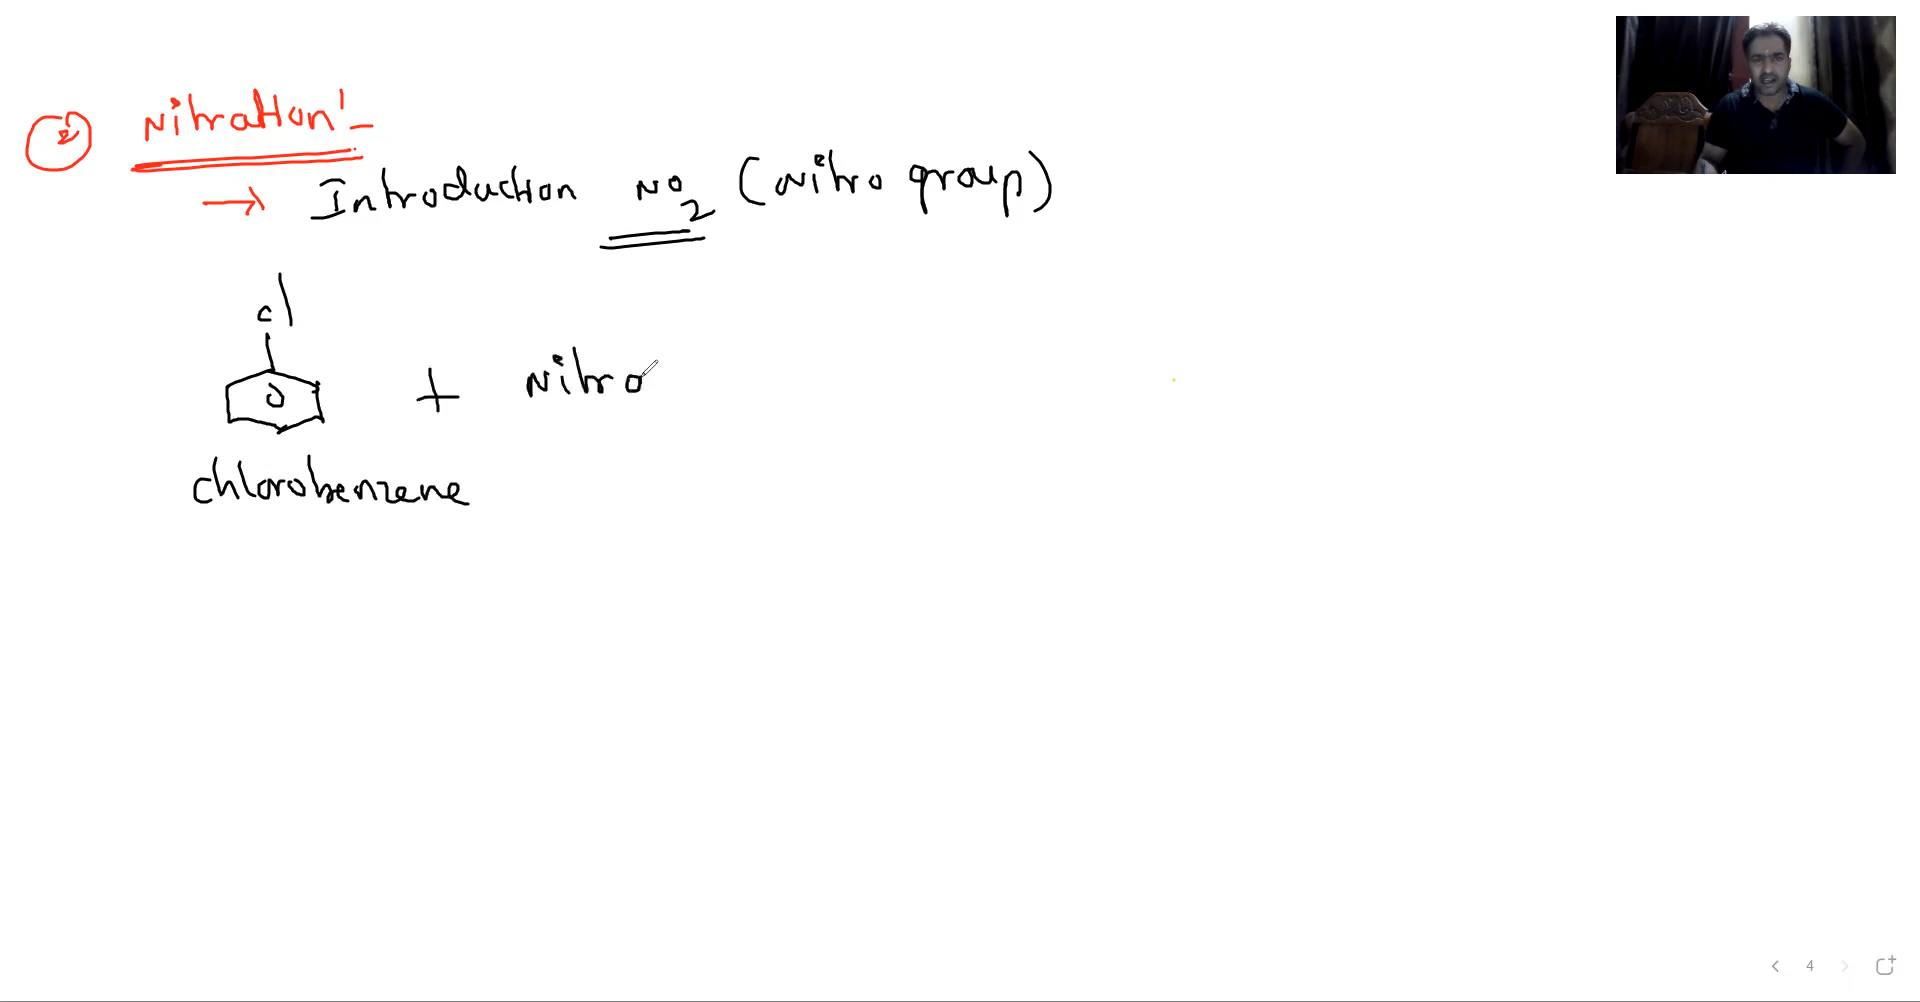 2 Nitration:-
→ Introduction NO2 (Nitro group)
Cl
+ Nitro
chlorobenzene
4